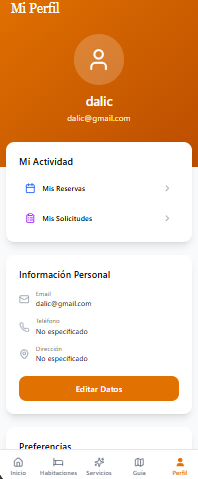 Mi Perfil
dalic
dalic@gmail.com
Mi Actividad
Mis Reservas
Mis Solicitudes
Información Personal
Email
dalic@gmail.com
Teléfono
No especificado
Dirección
No especificado
Editar Datos
Preferencias
Inicio
Habitaciones
Servicios
Guía
Perfil